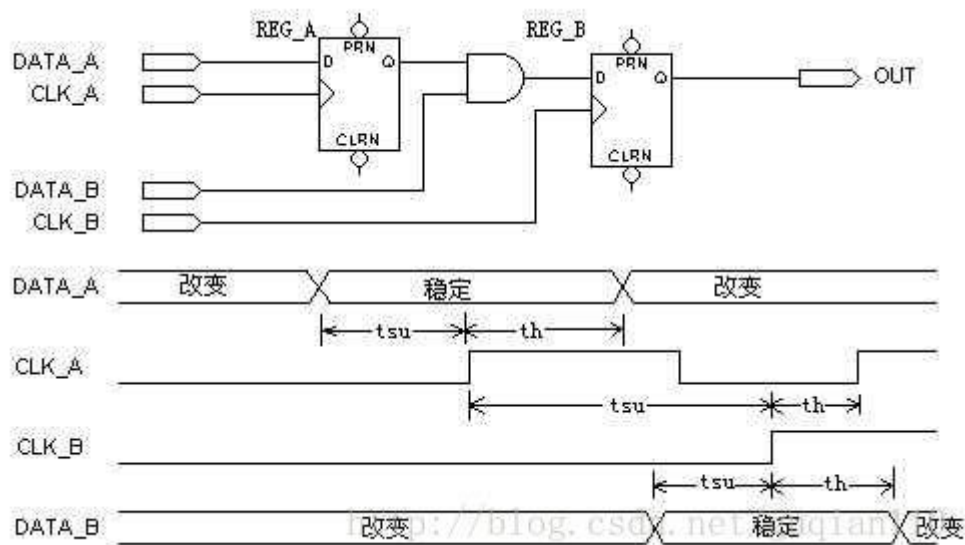 REG_A
REG_B
DATA_A
PRN
D
Q
PRN
D
Q
OUT
CLK_A
CLRN
CLRN
DATA_B
CLK_B
DATA_A 改变 稳定 改变
tsu th
CLK_A
tsu th
CLK_B
tsu th
DATA_B 改变 稳定 改变